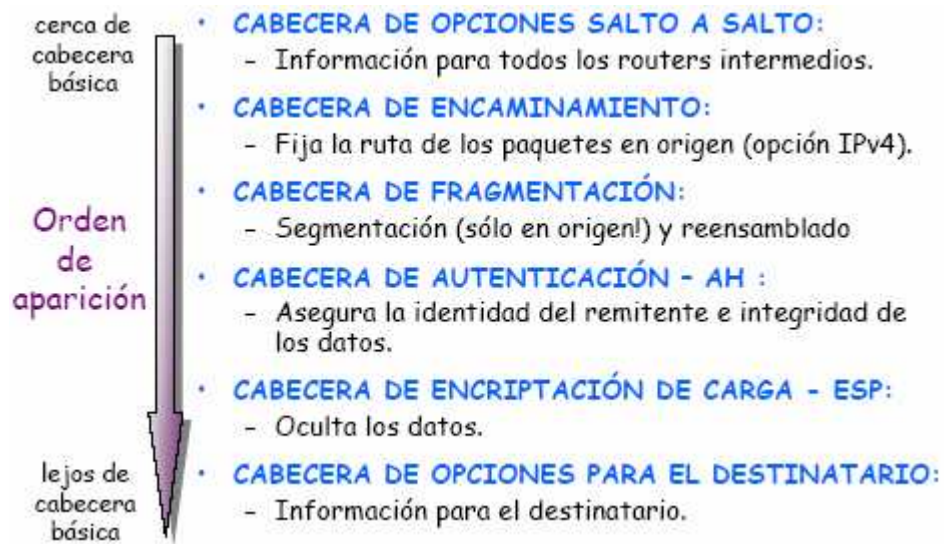 cerca de
cabecera
básica
Orden
de
aparición
lejos de
cabecera
básica
• CABECERA DE OPCIONES SALTO A SALTO:
- Información para todos los routers intermedios.
• CABECERA DE ENCAMINAMIENTO:
- Fija la ruta de los paquetes en origen (opción IPv4).
• CABECERA DE FRAGMENTACIÓN:
- Segmentación (sólo en origen!) y reensamblado
• CABECERA DE AUTENTICACIÓN - AH :
- Asegura la identidad del remitente e integridad de
los datos.
• CABECERA DE ENCRIPTACIÓN DE CARGA - ESP:
- Oculta los datos.
• CABECERA DE OPCIONES PARA EL DESTINATARIO:
- Información para el destinatario.